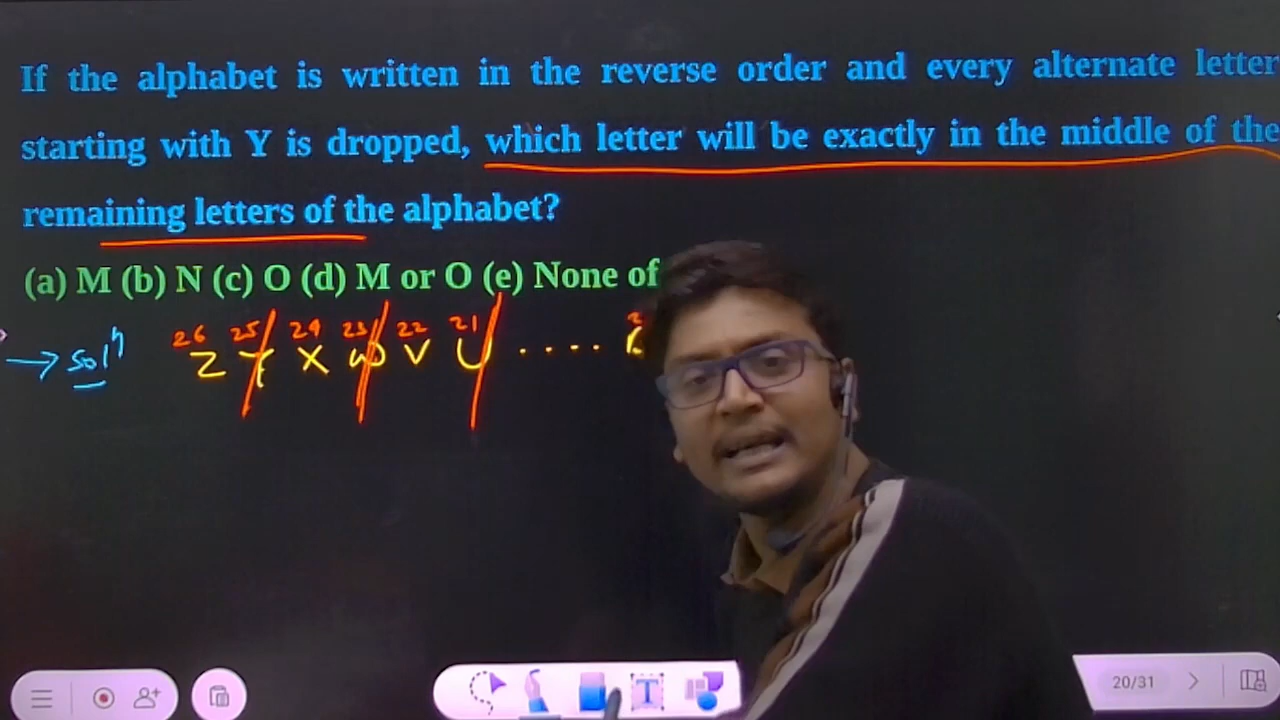 If the alphabet is written in the reverse order and every alternate letter
starting with Y is dropped, which letter will be exactly in the middle of the
remaining letters of the alphabet?
(a) M (b) N (c) O (d) M or O (e) None of
26 25 24 23 22 21
→ solⁿ Z Y X W V U ....
T
20/31